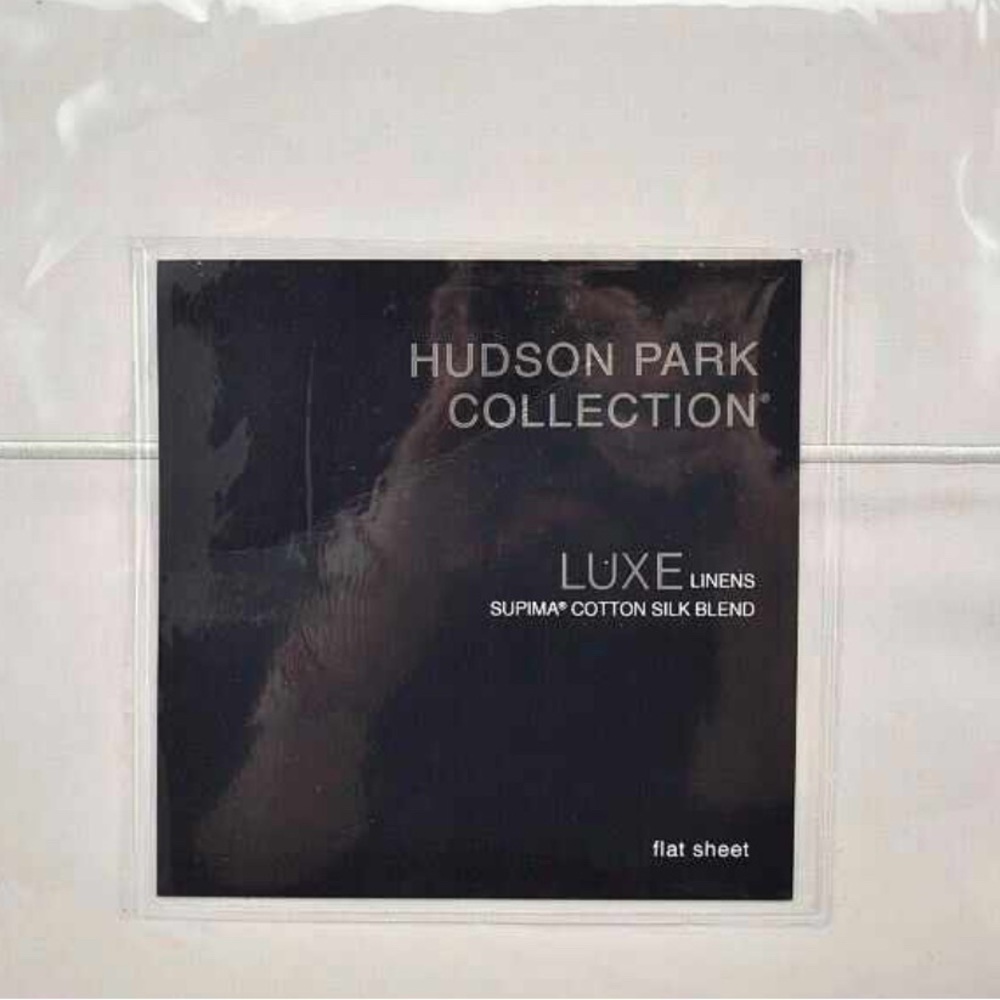 HUDSON PARK
COLLECTION®
LUXE LINENS
SUPIMA® COTTON SILK BLEND
flat sheet